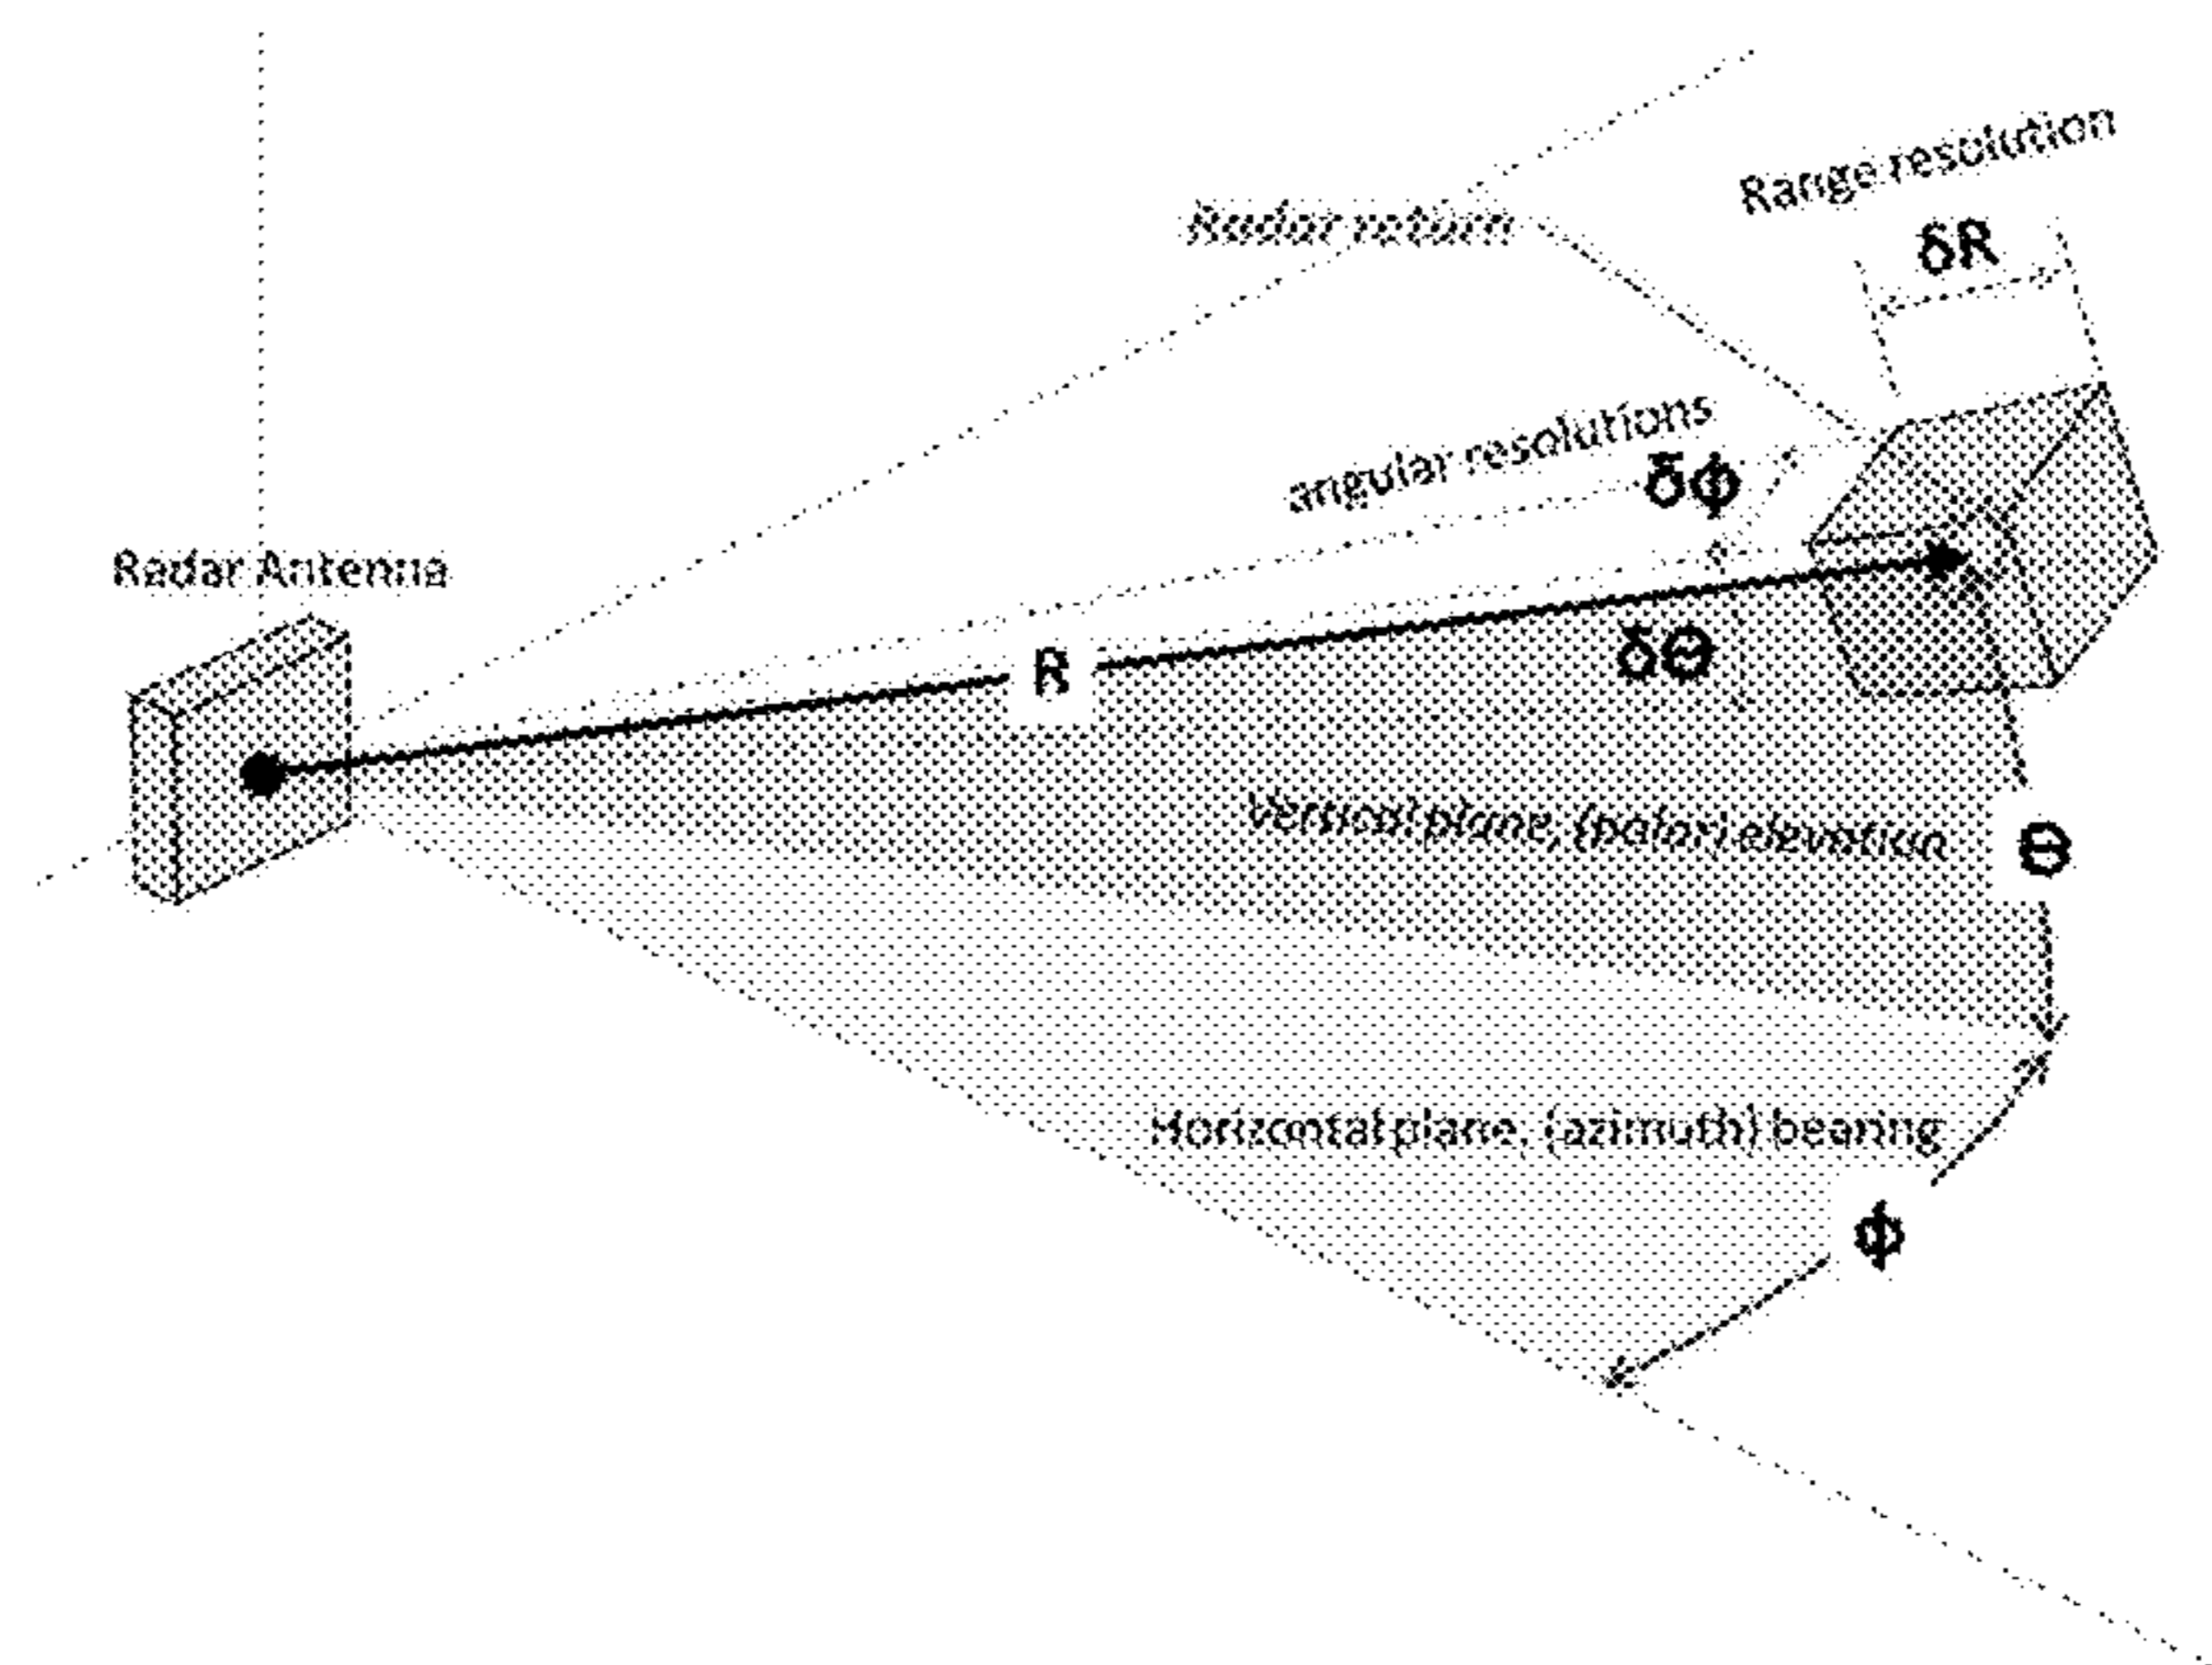 Range resolution
δR
Radar return
angular resolutions
δϕ
Radar Antenna
R
δΘ
Vertical plane, (polar) elevation
Θ
Horizontal plane, (azimuth) bearing
ϕ